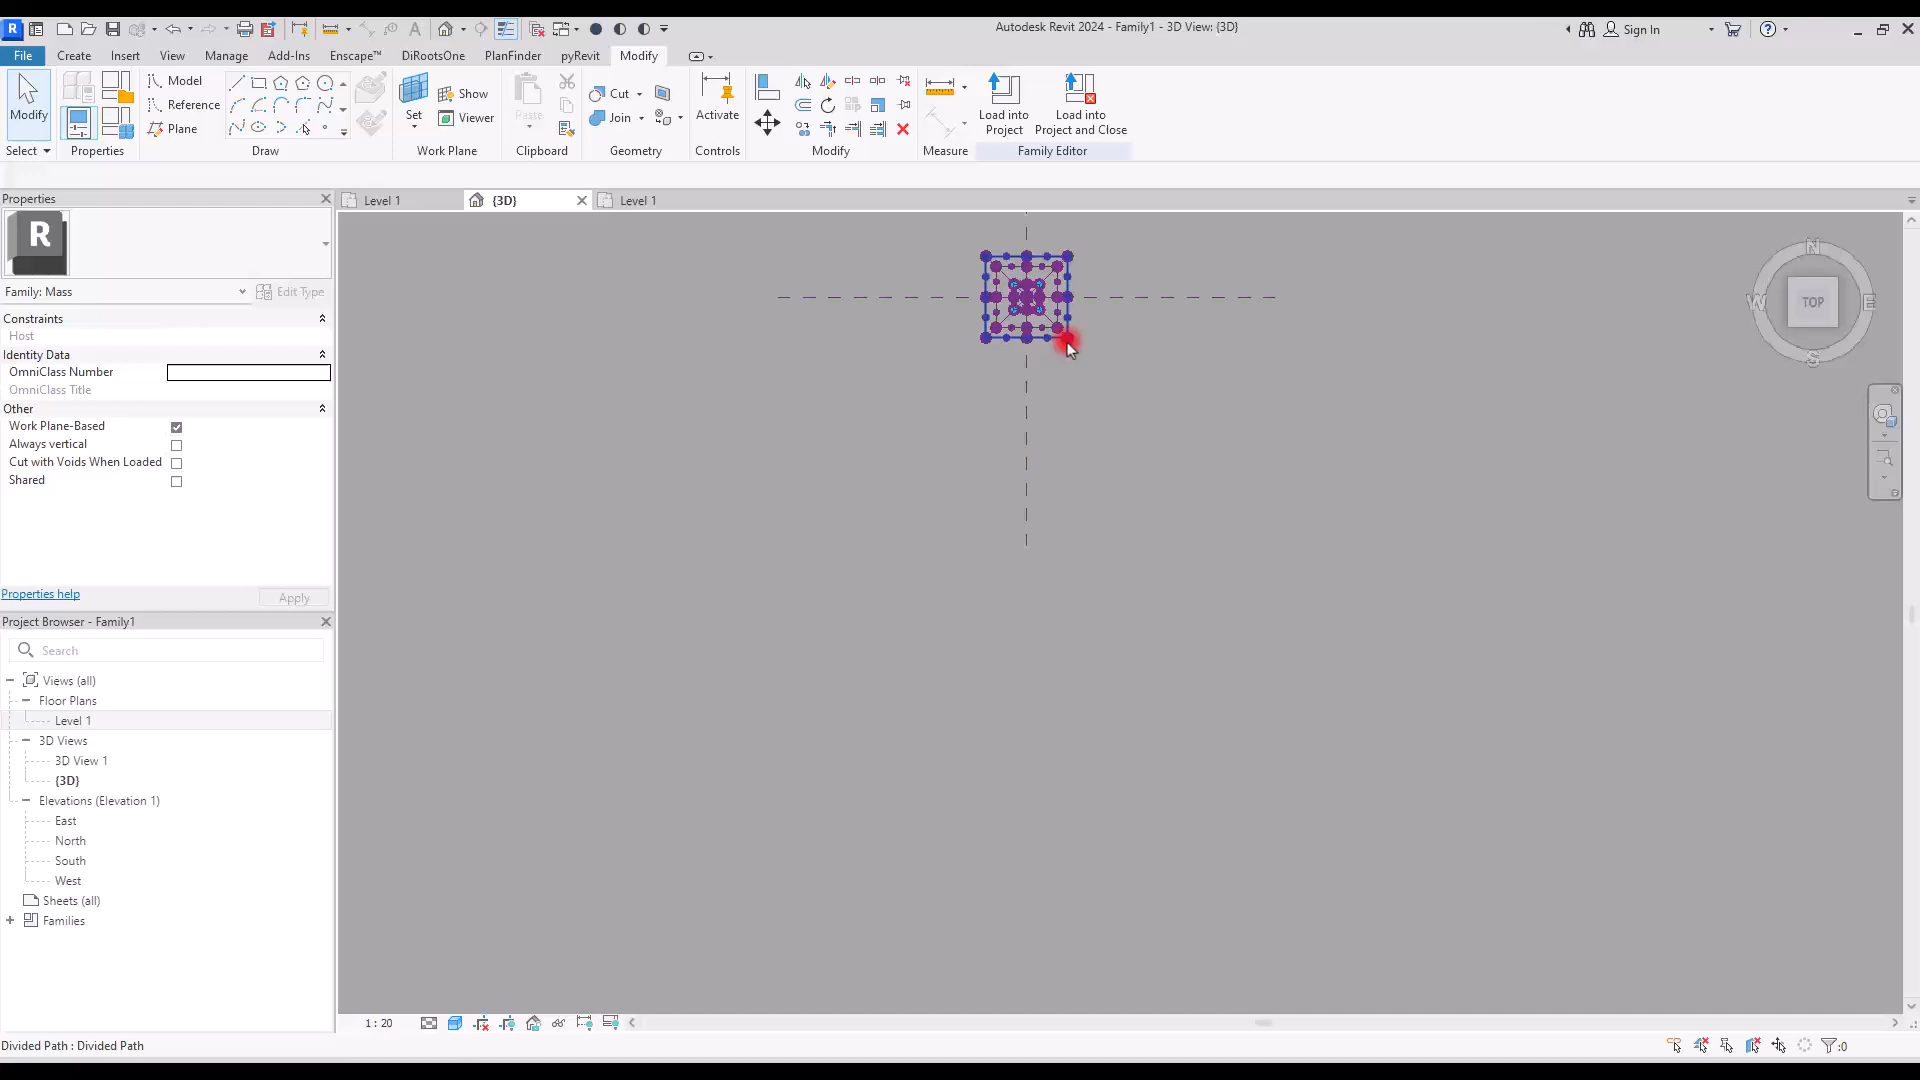 Autodesk Revit 2024 - Family1 - 3D View: {3D}
Sign In
File Create Insert View Manage Add-Ins Enscape™ DiRootsOne PlanFinder pyRevit Modify
Modify
Model
Reference
Plane
Set
Show
Viewer
Paste
Cut
Join
Activate
Load into Project
Load into Project and Close
Select Properties Draw Work Plane Clipboard Geometry Controls Modify Measure Family Editor
Properties
Level 1 {3D} Level 1
R
Family: Mass
Edit Type
Constraints
Host
Identity Data
OmniClass Number
OmniClass Title
Other
Work Plane-Based
Always vertical
Cut with Voids When Loaded
Shared
Properties help
Apply
N
W TOP E
S
Project Browser - Family1
Search
Views (all)
Floor Plans
Level 1
3D Views
3D View 1
{3D}
Elevations (Elevation 1)
East
North
South
West
Sheets (all)
Families
1 : 20
Divided Path : Divided Path
:0